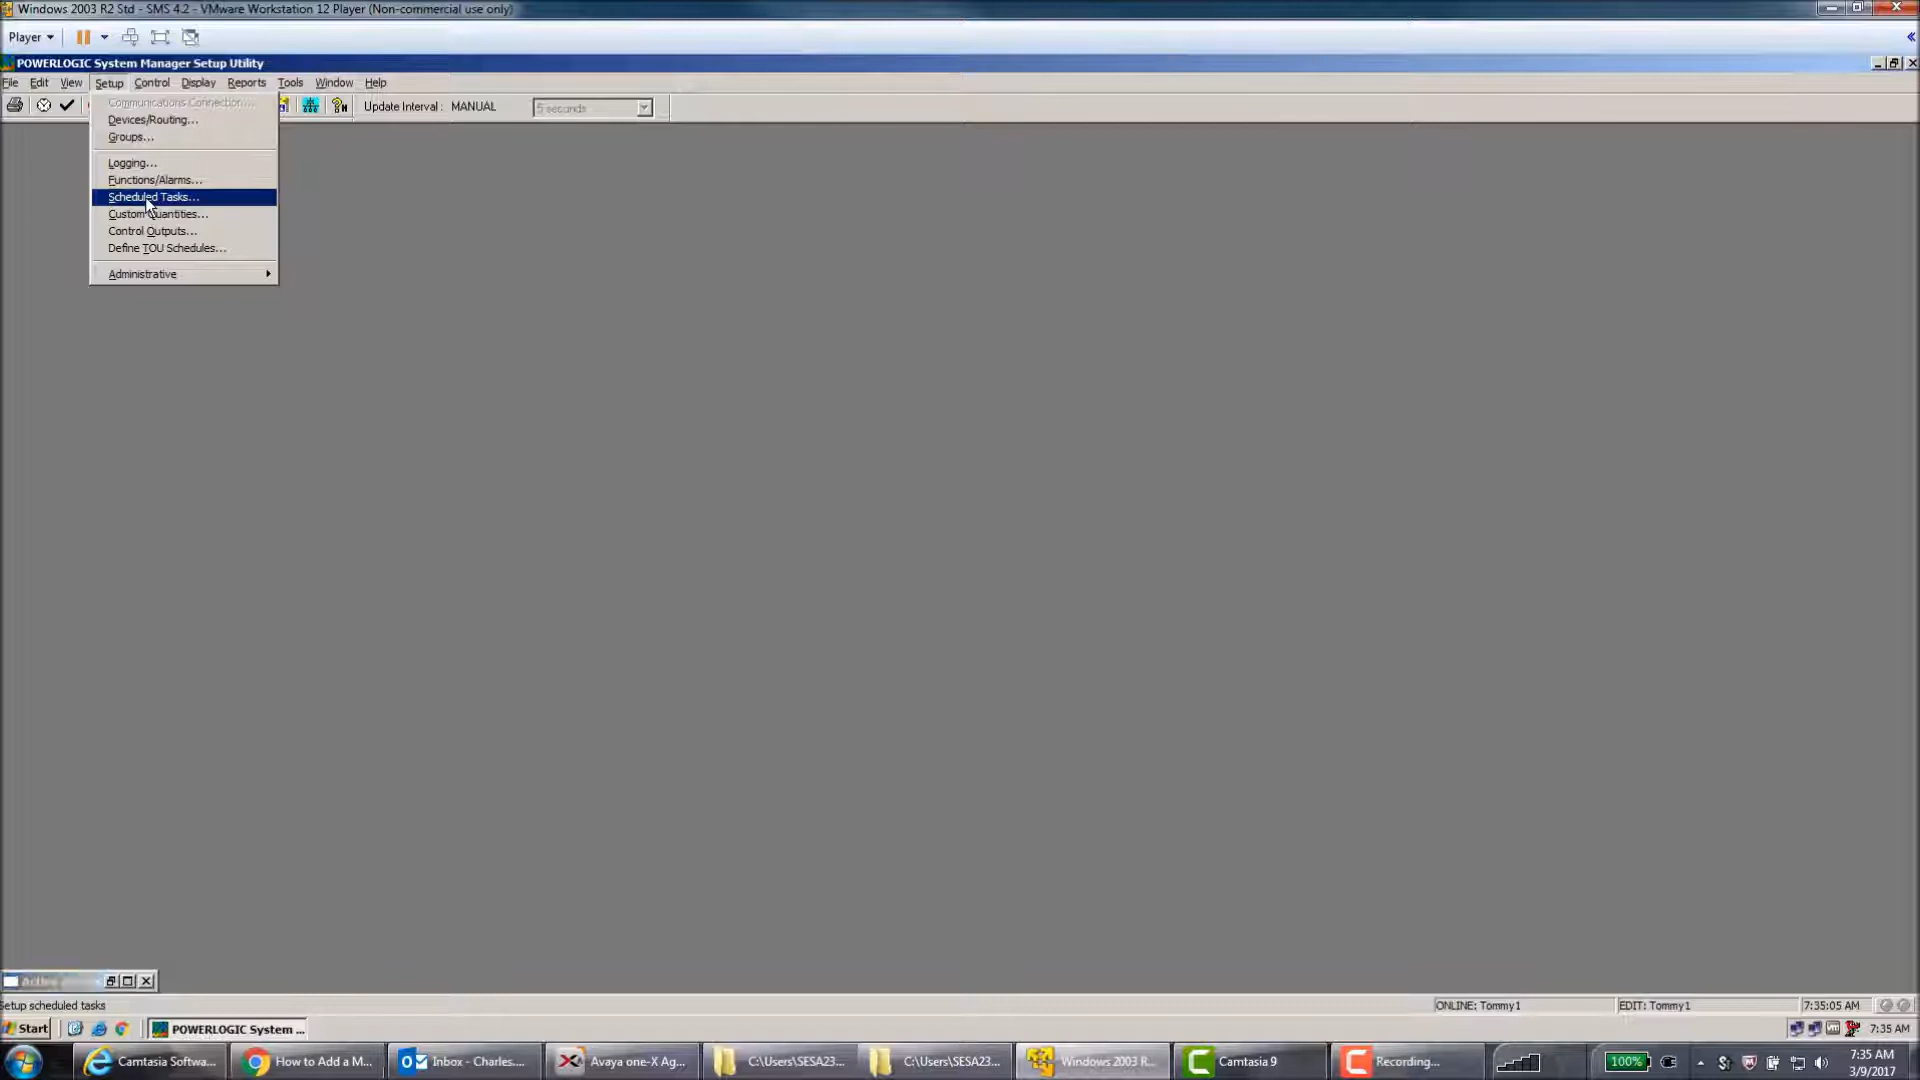 Windows 2003 R2 Std - SMS 4.2 - VMware Workstation 12 Player (Non-commercial use only)
Player
POWERLOGIC System Manager Setup Utility
File Edit View Setup Control Display Reports Tools Window Help
Update Interval : MANUAL 5 seconds
Communications Connection...
Devices/Routing...
Groups...
Logging...
Functions/Alarms...
Scheduled Tasks...
Custom Quantities...
Control Outputs...
Define TOU Schedules...
Administrative
Setup scheduled tasks ONLINE: Tommy1 EDIT: Tommy1 7:35:05 AM
Start POWERLOGIC System ... 7:35 AM
Camtasia Softwa... How to Add a M... Inbox - Charles.... Avaya one-X Ag... C:\Users\SESA23... C:\Users\SESA23... Windows 2003 R... Camtasia 9 Recording... 100% 7:35 AM
3/9/2017